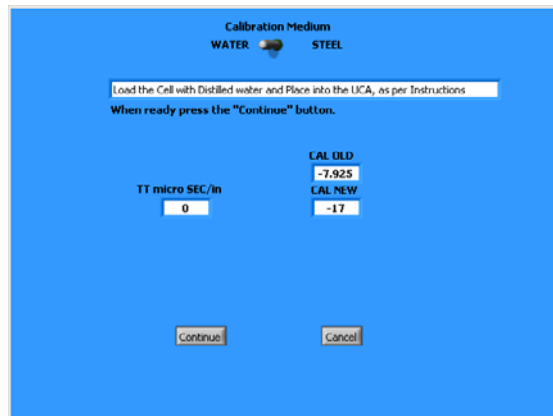 Calibration Medium
WATER STEEL
Load the Cell with Distilled water and Place into the UCA, as per Instructions
When ready press the "Continue" button.
CAL OLD
-7.925
TT micro SEC/in CAL NEW
0 -17
Continue Cancel